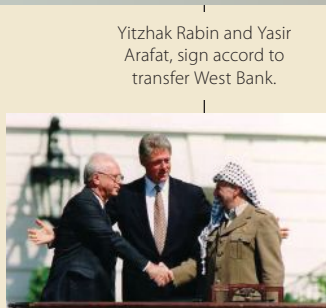 Yitzhak Rabin and Yasir
Arafat, sign accord to
transfer West Bank.